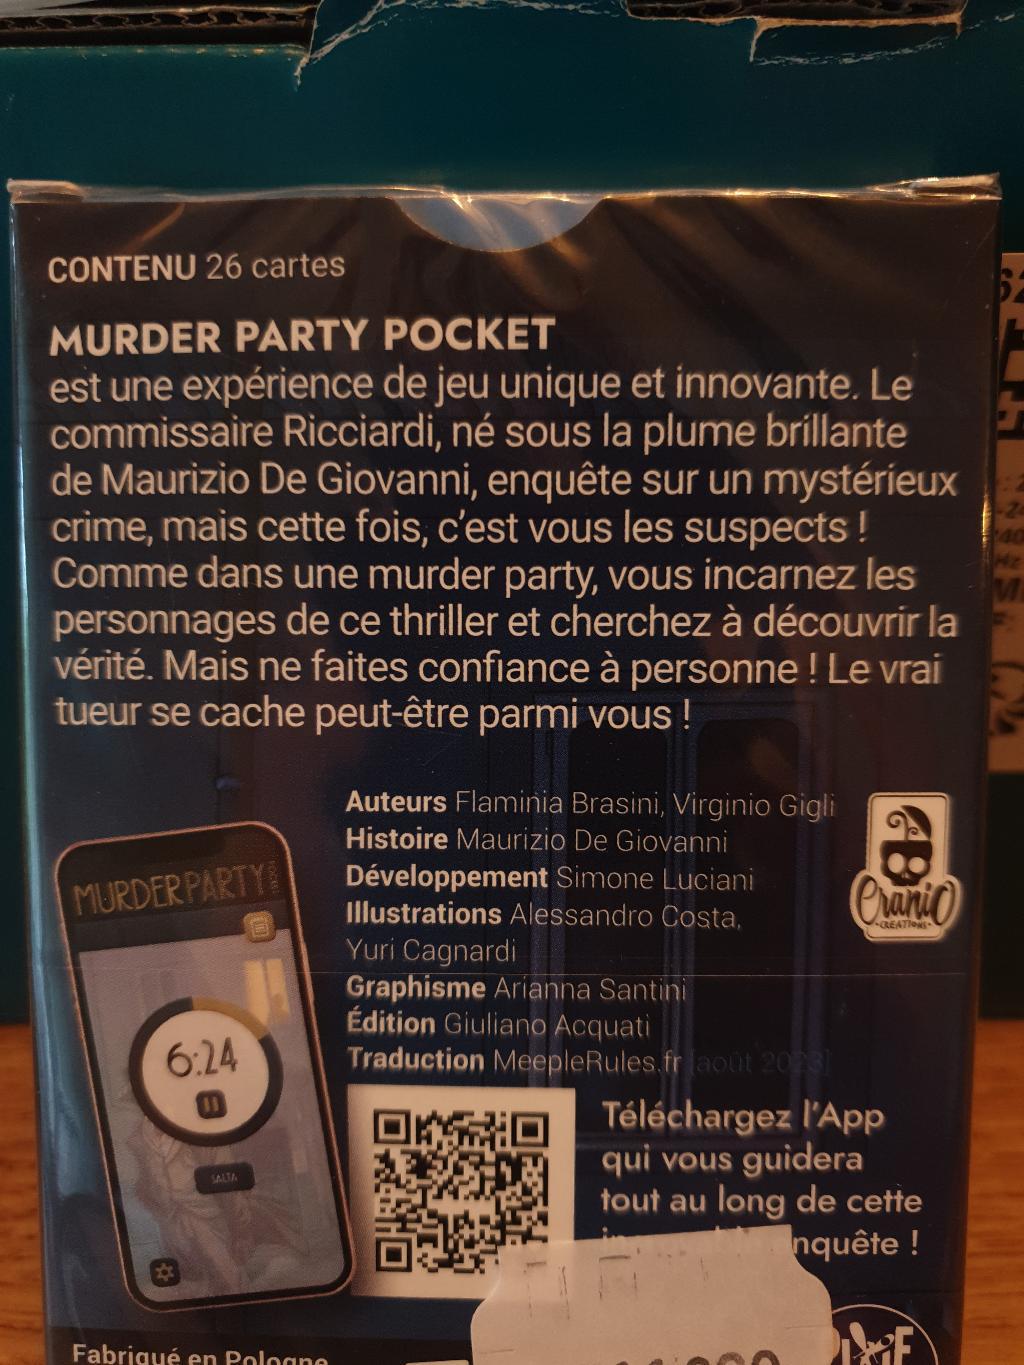 CONTENU 26 cartes
MURDER PARTY POCKET
est une expérience de jeu unique et innovante. Le
commissaire Ricciardi, né sous la plume brillante
de Maurizio De Giovanni, enquête sur un mystérieux
crime, mais cette fois, c'est vous les suspects !
Comme dans une murder party, vous incarnez les
personnages de ce thriller et cherchez à découvrir la
vérité. Mais ne faites confiance à personne ! Le vrai
tueur se cache peut-être parmi vous !
Auteurs Flaminia Brasini, Virginio Gigli
Histoire Maurizio De Giovanni
Développement Simone Luciani
Illustrations Alessandro Costa,
Yuri Cagnardi
Graphisme Arianna Santini
Édition Giuliano Acquati
Traduction MeepleRules.fr [août 2023]
CraniO
CREATIONS
MURDER PARTY
6:24
SALTA
Téléchargez l'App
qui vous guidera
tout au long de cette
nquête !
Fabriqué en Pologne